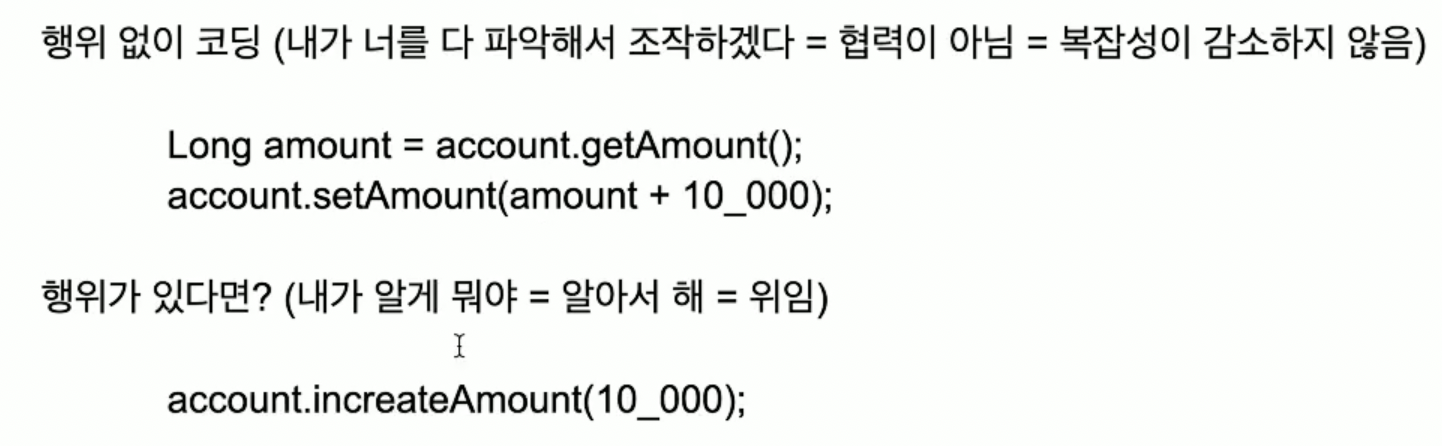 행위 없이 코딩 (내가 너를 다 파악해서 조작하겠다 = 협력이 아님 = 복잡성이 감소하지 않음)
Long amount = account.getAmount();
account.setAmount(amount + 10_000);
행위가 있다면? (내가 알게 뭐야 = 알아서 해 = 위임)
account.increateAmount(10_000);